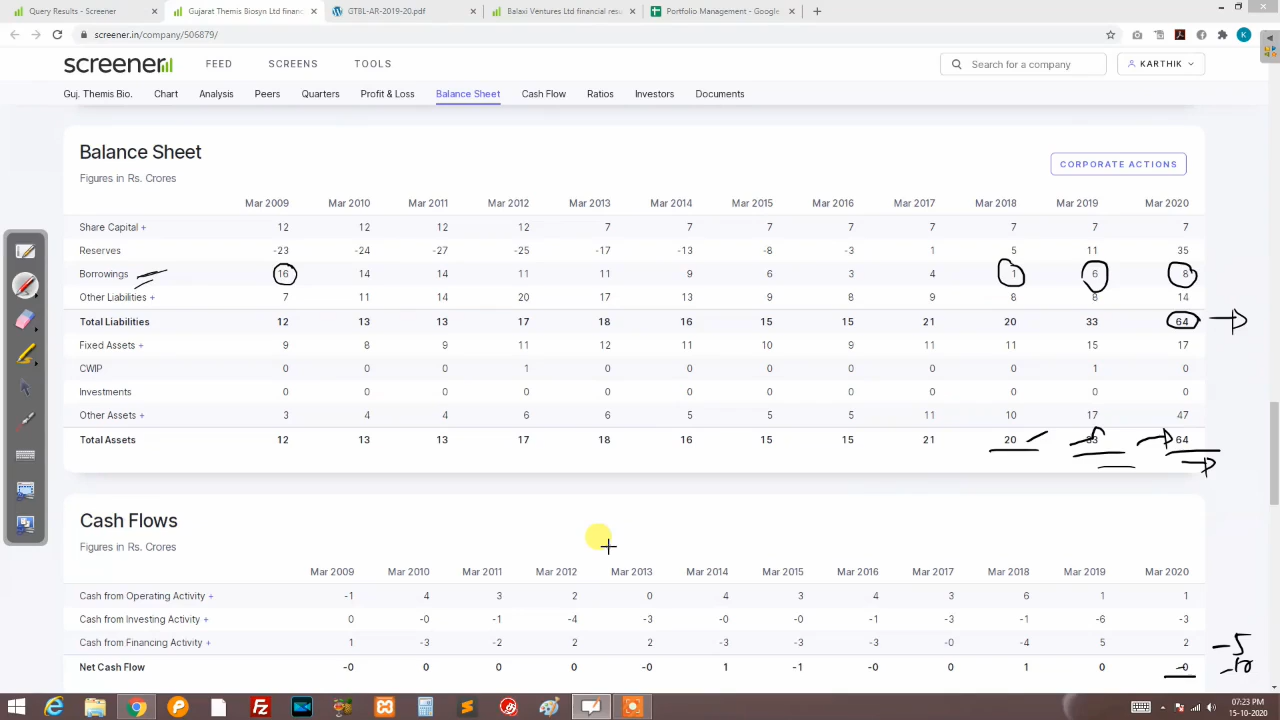 Query Results - Screener
Gujarat Themis Biosyn Ltd finan
GTBL-AR-2019-20.pdf
Balaxi Ventures Ltd financial resu
Portfolio Management - Google
screener.in/company/506879/
K
screener
FEED SCREENS TOOLS
Search for a company
KARTHIK
Guj. Themis Bio. Chart Analysis Peers Quarters Profit & Loss Balance Sheet Cash Flow Ratios Investors Documents
Balance Sheet
CORPORATE ACTIONS
Figures in Rs. Crores
Mar 2009 Mar 2010 Mar 2011 Mar 2012 Mar 2013 Mar 2014 Mar 2015 Mar 2016 Mar 2017 Mar 2018 Mar 2019 Mar 2020
Share Capital + 12 12 12 12 7 7 7 7 7 7 7 7
Reserves -23 -24 -27 -25 -17 -13 -8 -3 1 5 11 35
Borrowings 16 14 14 11 11 9 6 3 4 1 6 8
Other Liabilities + 7 11 14 20 17 13 9 8 9 8 8 14
Total Liabilities 12 13 13 17 18 16 15 15 21 20 33 64
Fixed Assets + 9 8 9 11 12 11 10 9 11 11 15 17
CWIP 0 0 0 1 0 0 0 0 0 0 1 0
Investments 0 0 0 0 0 0 0 0 0 0 0 0
Other Assets + 3 4 4 6 6 5 5 5 11 10 17 47
Total Assets 12 13 13 17 18 16 15 15 21 20 33 64
Cash Flows
Figures in Rs. Crores
Mar 2009 Mar 2010 Mar 2011 Mar 2012 Mar 2013 Mar 2014 Mar 2015 Mar 2016 Mar 2017 Mar 2018 Mar 2019 Mar 2020
Cash from Operating Activity + -1 4 3 2 0 4 3 4 3 6 1 1
Cash from Investing Activity + 0 -0 -1 -4 -3 -0 -0 -1 -3 -1 -6 -3
Cash from Financing Activity + 1 -3 -2 2 2 -3 -3 -3 -0 -4 5 2
-5
Net Cash Flow -0 0 0 0 -0 1 -1 -0 0 1 0 -0
-10
07:23 PM
15-10-2020